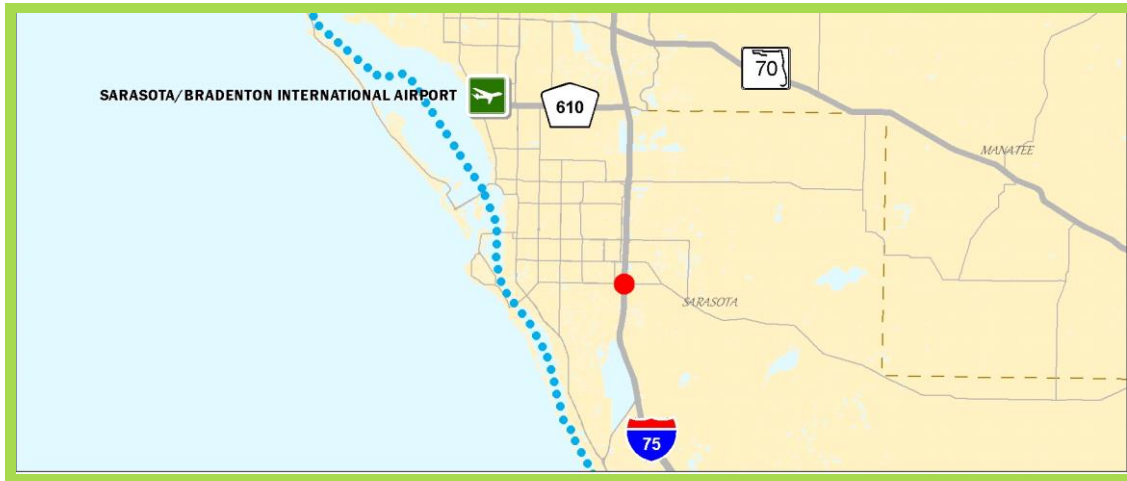 70
SARASOTA/BRADENTON INTERNATIONAL AIRPORT
610
MANATEE
SARASOTA
75